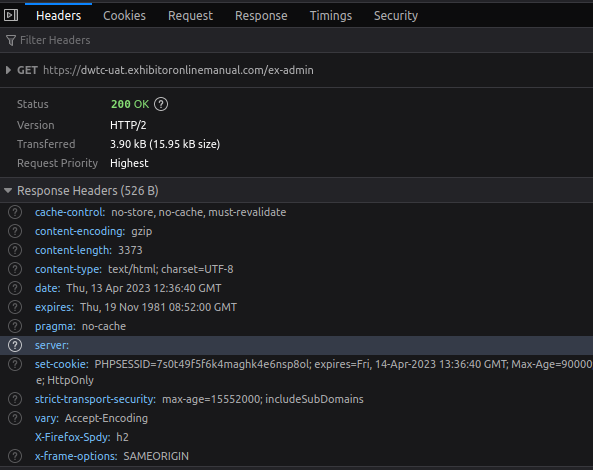 Headers Cookies Request Response Timings Security
Filter Headers
GET https://dwtc-uat.exhibitoronlinemanual.com/ex-admin
Status 200 OK ?
Version HTTP/2
Transferred 3.90 kB (15.95 kB size)
Request Priority Highest
Response Headers (526 B)
? cache-control: no-store, no-cache, must-revalidate
? content-encoding: gzip
? content-length: 3373
? content-type: text/html; charset=UTF-8
? date: Thu, 13 Apr 2023 12:36:40 GMT
? expires: Thu, 19 Nov 1981 08:52:00 GMT
? pragma: no-cache
? server:
? set-cookie: PHPSESSID=7s0t49f5f6k4maghk4e6nsp8ol; expires=Fri, 14-Apr-2023 13:36:40 GMT; Max-Age=90000
e; HttpOnly
? strict-transport-security: max-age=15552000; includeSubDomains
? vary: Accept-Encoding
X-Firefox-Spdy: h2
? x-frame-options: SAMEORIGIN